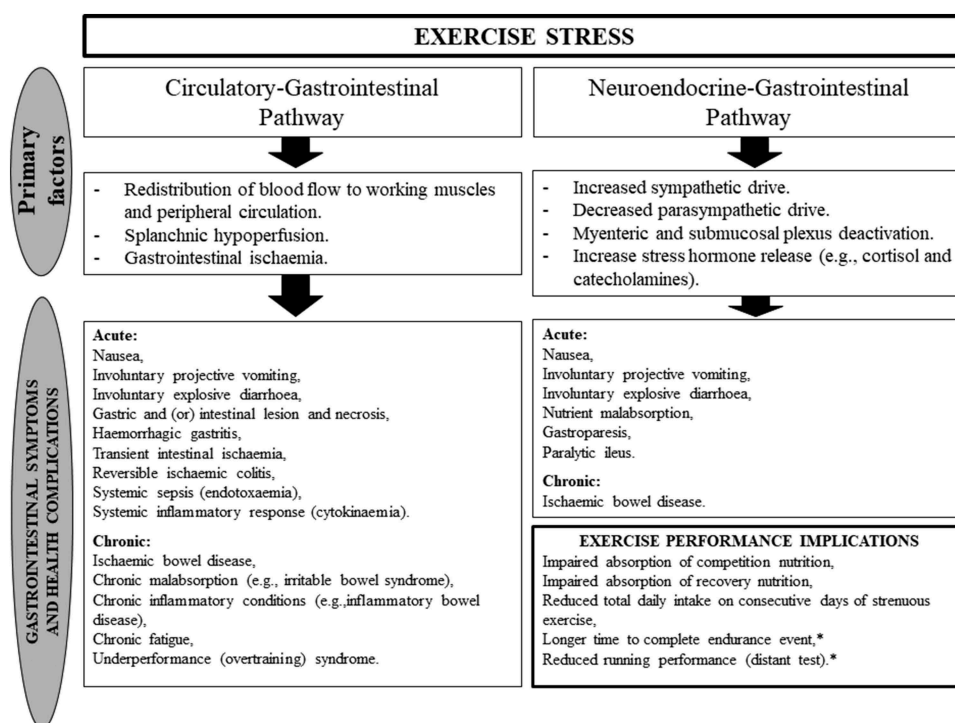 EXERCISE STRESS
Primary
factors
Circulatory-Gastrointestinal
Pathway
- Redistribution of blood flow to working muscles
and peripheral circulation.
- Splanchnic hypoperfusion.
- Gastrointestinal ischaemia.
Neuroendocrine-Gastrointestinal
Pathway
- Increased sympathetic drive.
- Decreased parasympathetic drive.
- Myenteric and submucosal plexus deactivation.
- Increase stress hormone release (e.g., cortisol and
catecholamines).
GASTROINTESTINAL SYMPTOMS
AND HEALTH COMPLICATIONS
Acute:
Nausea,
Involuntary projective vomiting,
Involuntary explosive diarrhoea,
Gastric and (or) intestinal lesion and necrosis,
Haemorrhagic gastritis,
Transient intestinal ischaemia,
Reversible ischaemic colitis,
Systemic sepsis (endotoxaemia),
Systemic inflammatory response (cytokinaemia).
Chronic:
Ischaemic bowel disease,
Chronic malabsorption (e.g., irritable bowel syndrome),
Chronic inflammatory conditions (e.g.,inflammatory bowel
disease),
Chronic fatigue,
Underperformance (overtraining) syndrome.
Acute:
Nausea,
Involuntary projective vomiting,
Involuntary explosive diarrhoea,
Nutrient malabsorption,
Gastroparesis,
Paralytic ileus.
Chronic:
Ischaemic bowel disease.
EXERCISE PERFORMANCE IMPLICATIONS
Impaired absorption of competition nutrition,
Impaired absorption of recovery nutrition,
Reduced total daily intake on consecutive days of strenuous
exercise,
Longer time to complete endurance event,*
Reduced running performance (distant test).*